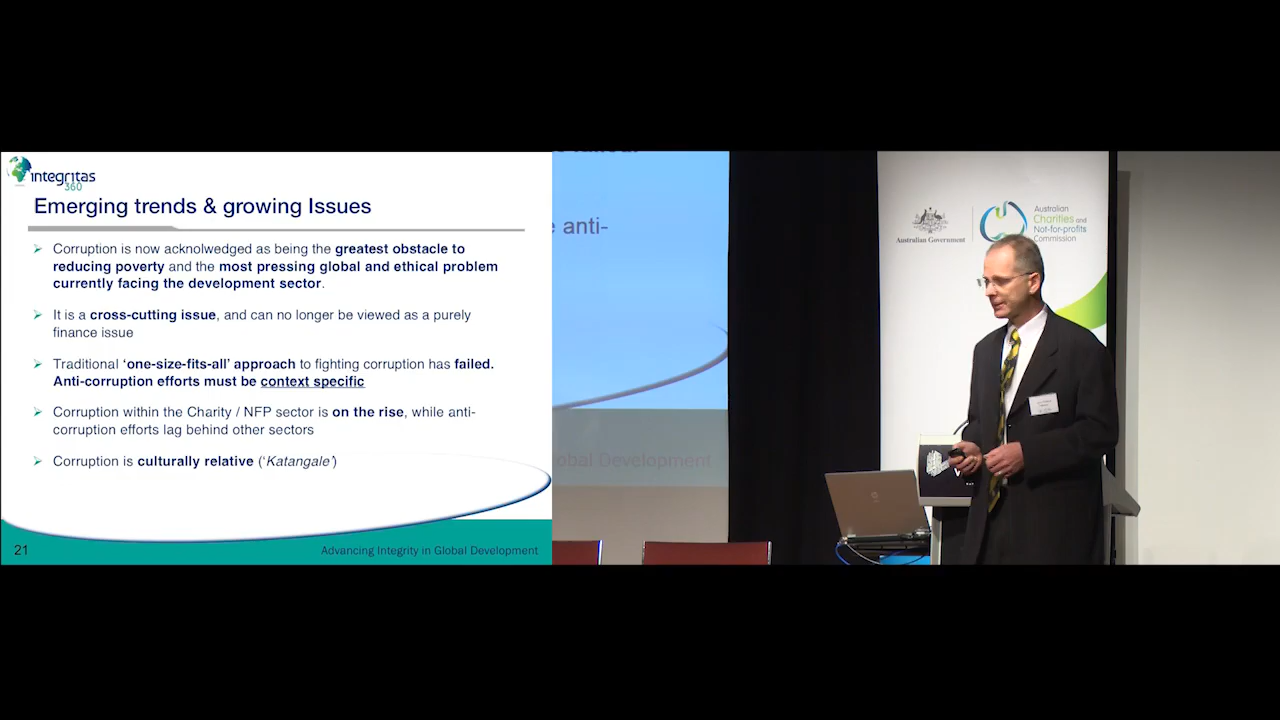 integritas
360
Emerging trends & growing Issues
Corruption is now acknolwedged as being the greatest obstacle to
reducing poverty and the most pressing global and ethical problem
currently facing the development sector.
It is a cross-cutting issue, and can no longer be viewed as a purely
finance issue
Traditional ‘one-size-fits-all’ approach to fighting corruption has failed.
Anti-corruption efforts must be context specific
Corruption within the Charity / NFP sector is on the rise, while anti-
corruption efforts lag behind other sectors
Corruption is culturally relative (‘Katangale’)
21
Advancing Integrity in Global Development
anti-
Global Development
Australian Government
Australian
Charities and
Not-for-profits
Commission